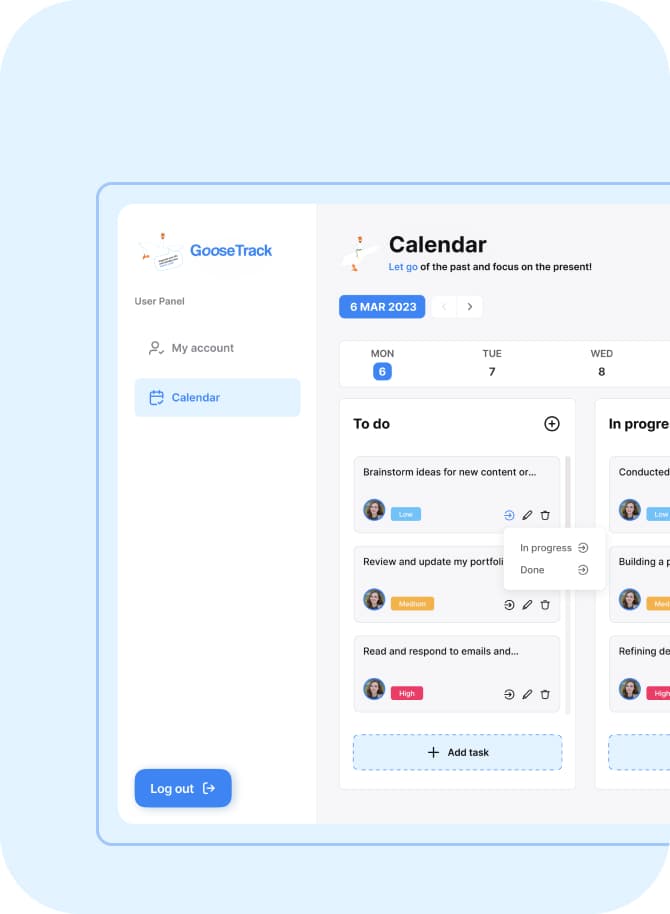 GooseTrack
User Panel
My account
Calendar
Log out
Calendar
Let go of the past and focus on the present!
6 MAR 2023
MON TUE WED
6 7 8
To do
Brainstorm ideas for new content or...
Low
In progress
Done
Review and update my portfoli
Medium
Read and respond to emails and...
High
Add task
In progre
Conducted
Low
Building a p
Med
Refining de
High